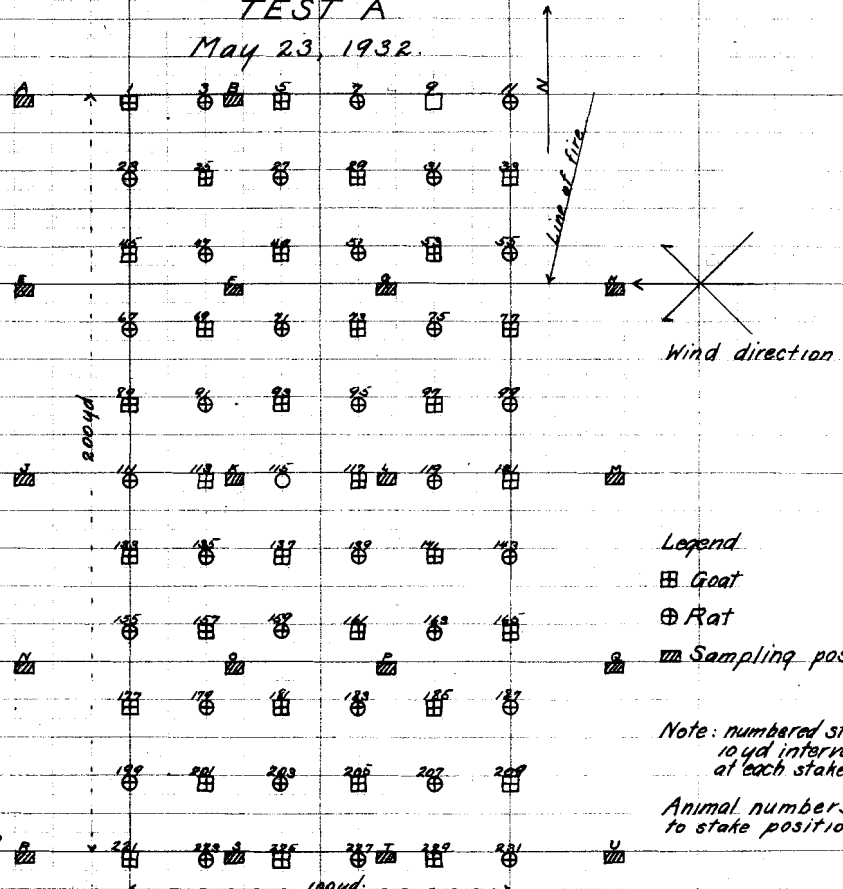 TEST A
May 23, 1932.
N
Line of fire
A 1 3 B 5 7 9 11
23 25 27 29 31 33
45 47 49 51 53 55
E F G H
67 69 71 73 75 77
Wind direction
89 91 93 95 97 99
200 yd
J 111 113 K 115 117 L 119 121 M
133 135 137 139 141 143
Legend
Goat
Rat
Sampling pos
155 157 159 161 163 165
N O P Q
177 179 181 183 185 187
Note: numbered st
10 yd interva
at each stake
199 201 203 205 207 209
Animal numbers
to stake positio
R 221 223 S 225 227 T 229 231 U
100 yd.